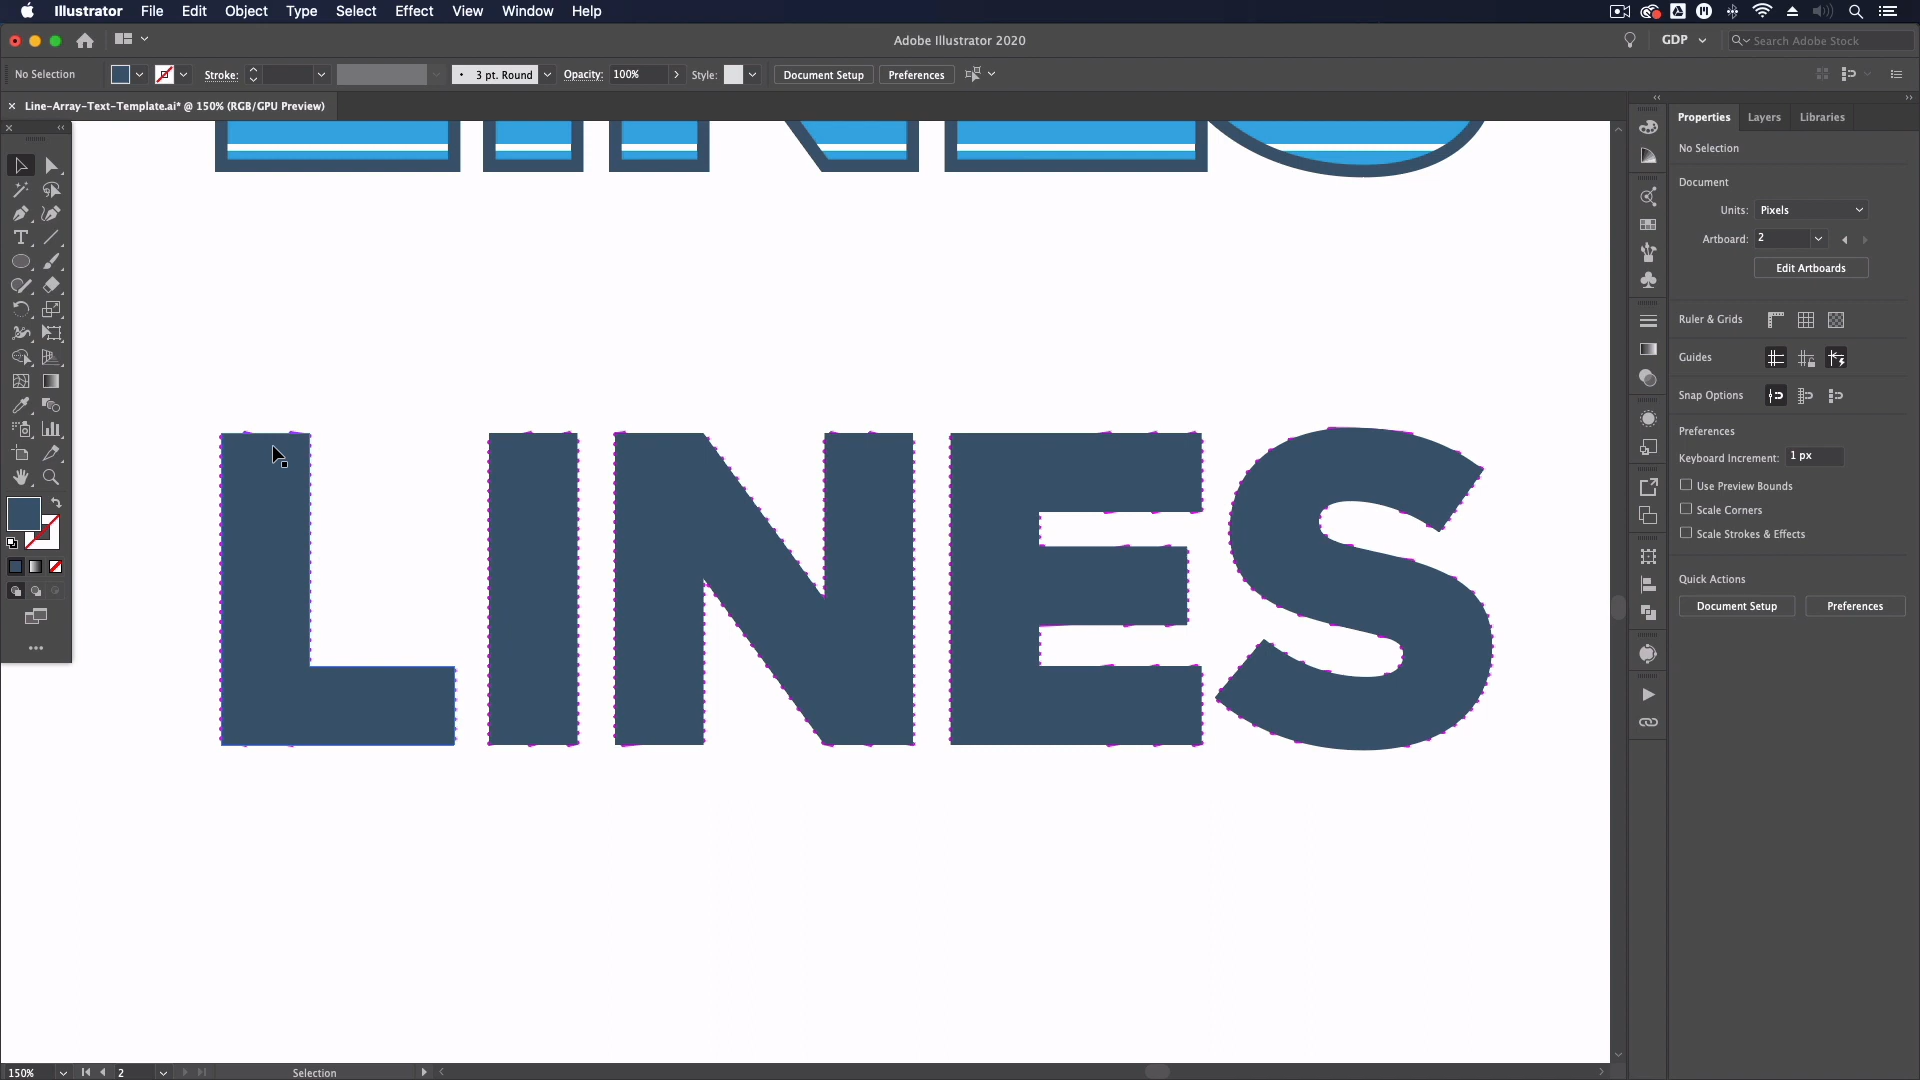 Illustrator File Edit Object Type Select Effect View Window Help
Adobe Illustrator 2020
GDP
Search Adobe Stock
No Selection
Stroke:
3 pt. Round
Opacity: 100%
Style:
Document Setup
Preferences
× Line-Array-Text-Template.ai* @ 150% (RGB/GPU Preview)
Properties Layers Libraries
No Selection
Document
Units: Pixels
Artboard: 2
Edit Artboards
Ruler & Grids
Guides
Snap Options
Preferences
Keyboard Increment: 1 px
Use Preview Bounds
Scale Corners
Scale Strokes & Effects
Quick Actions
Document Setup Preferences
LINES
150% 2 Selection